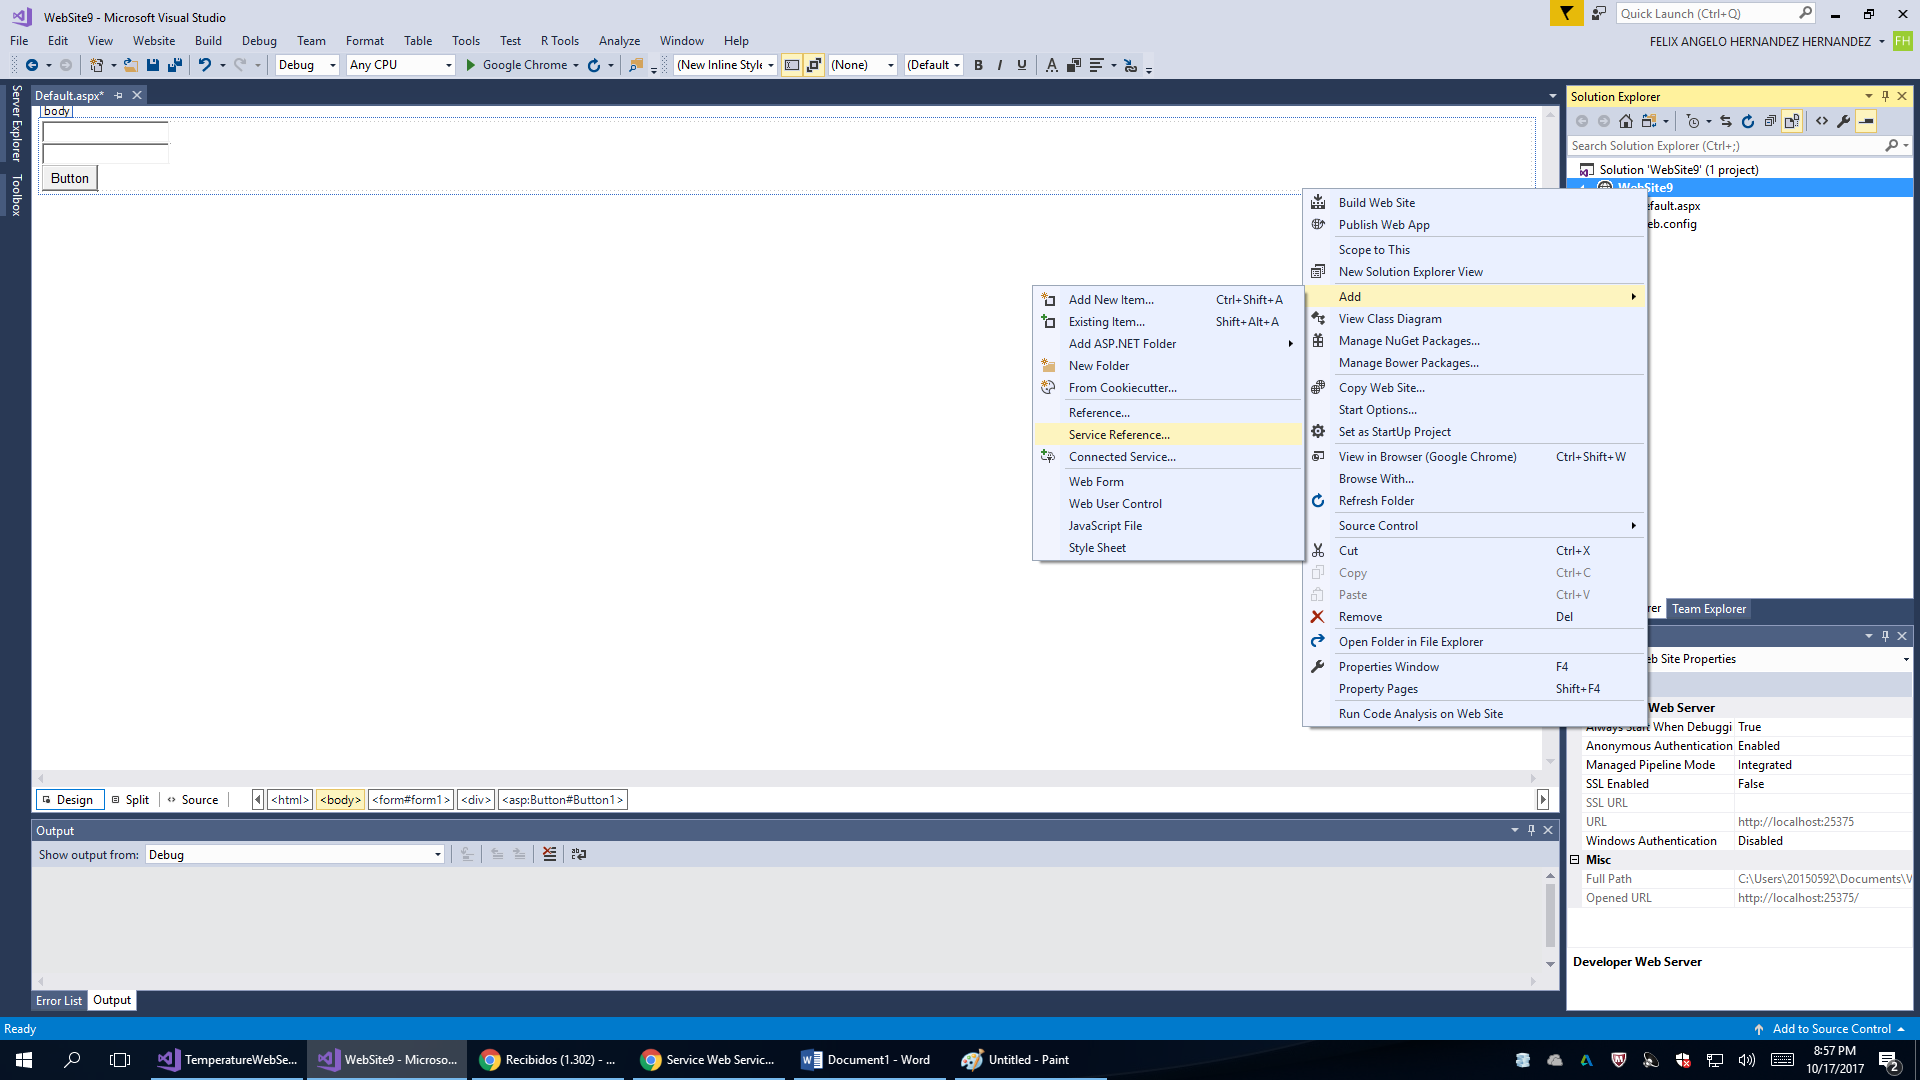 WebSite9 - Microsoft Visual Studio
Quick Launch (Ctrl+Q)
File Edit View Website Build Debug Team Format Table Tools Test R Tools Analyze Window Help
FELIX ANGELO HERNANDEZ HERNANDEZ FH
Debug Any CPU Google Chrome (New Inline Style (None) (Default B I U A
Server Explorer
Toolbox
Default.aspx*
body
Button
Solution Explorer
Search Solution Explorer (Ctrl+;)
Solution 'WebSite9' (1 project)
WebSite9
efault.aspx
eb.config
Build Web Site
Publish Web App
Scope to This
New Solution Explorer View
Add
View Class Diagram
Manage NuGet Packages...
Manage Bower Packages...
Copy Web Site...
Start Options...
Set as StartUp Project
View in Browser (Google Chrome) Ctrl+Shift+W
Browse With...
Refresh Folder
Source Control
Cut Ctrl+X
Copy Ctrl+C
Paste Ctrl+V
Remove Del
Open Folder in File Explorer
Properties Window F4
Property Pages Shift+F4
Run Code Analysis on Web Site
Add New Item... Ctrl+Shift+A
Existing Item... Shift+Alt+A
Add ASP.NET Folder
New Folder
From Cookiecutter...
Reference...
Service Reference...
Connected Service...
Web Form
Web User Control
JavaScript File
Style Sheet
rer Team Explorer
eb Site Properties
Web Server
Always Start When Debuggi True
Anonymous Authentication Enabled
Managed Pipeline Mode Integrated
SSL Enabled False
SSL URL
URL http://localhost:25375
Windows Authentication Disabled
Misc
Full Path C:\Users\20150592\Documents\V
Opened URL http://localhost:25375/
Developer Web Server
Design Split Source <html> <body> <form#form1> <div> <asp:Button#Button1>
Output
Show output from: Debug
Error List Output
Ready
Add to Source Control
TemperatureWebSe... WebSite9 - Microso... Recibidos (1.302) - ... Service Web Servic... Document1 - Word Untitled - Paint
8:57 PM
10/17/2017
2